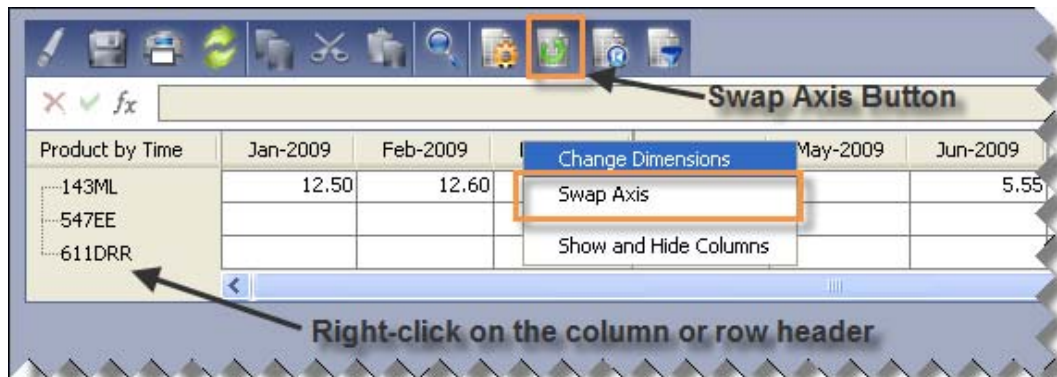 Swap Axis Button
fx
Product by Time Jan-2009 Feb-2009 Change Dimensions May-2009 Jun-2009
143ML 12.50 12.60 Swap Axis 5.55
547EE
611DRR Show and Hide Columns
Right-click on the column or row header